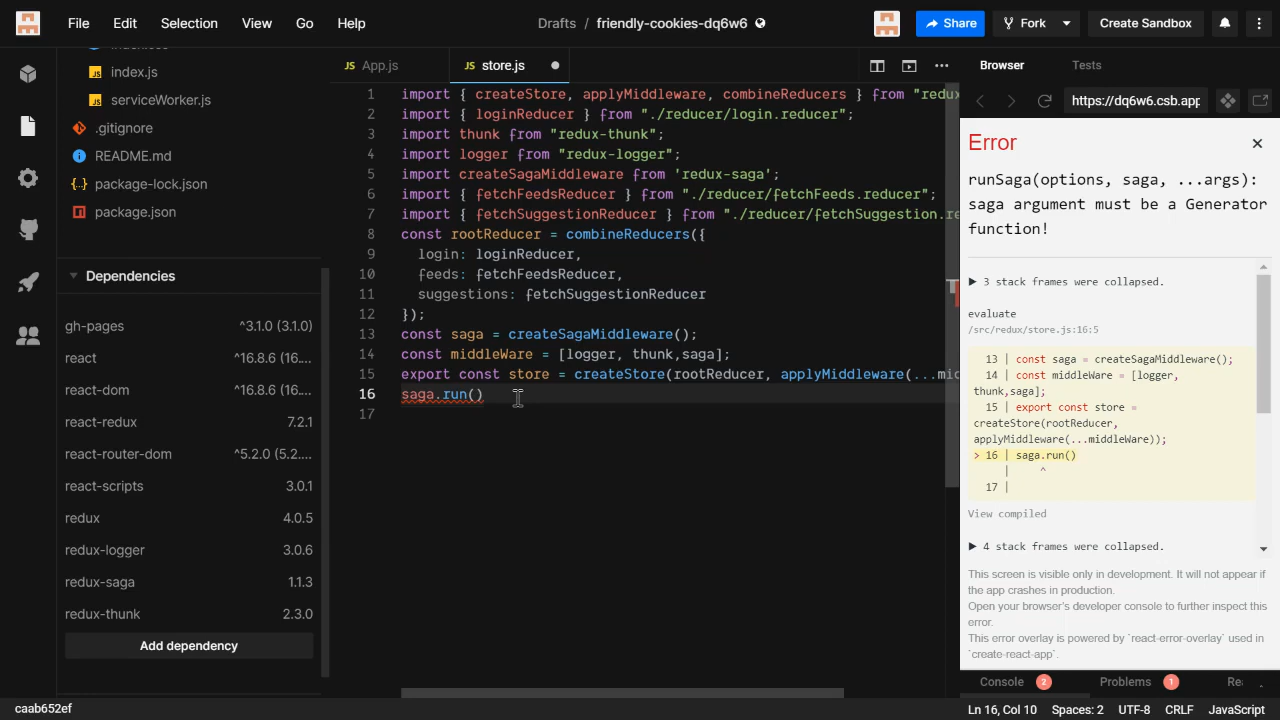 File Edit Selection View Go Help
Drafts / friendly-cookies-dq6w6
Share
Fork
Create Sandbox
index.js
serviceWorker.js
.gitignore
README.md
package-lock.json
package.json
Dependencies
gh-pages ^3.1.0 (3.1.0)
react ^16.8.6 (16....
react-dom ^16.8.6 (16....
react-redux 7.2.1
react-router-dom ^5.2.0 (5.2....
react-scripts 3.0.1
redux 4.0.5
redux-logger 3.0.6
redux-saga 1.1.3
redux-thunk 2.3.0
Add dependency
caab652ef
JS App.js
JS store.js
1 import { createStore, applyMiddleware, combineReducers } from "redux
2 import { loginReducer } from "./reducer/login.reducer";
3 import thunk from "redux-thunk";
4 import logger from "redux-logger";
5 import createSagaMiddleware from 'redux-saga';
6 import { fetchFeedsReducer } from "./reducer/fetchFeeds.reducer";
7 import { fetchSuggestionReducer } from "./reducer/fetchSuggestion.re
8 const rootReducer = combineReducers({
9 login: loginReducer,
10 feeds: fetchFeedsReducer,
11 suggestions: fetchSuggestionReducer
12 });
13 const saga = createSagaMiddleware();
14 const middleWare = [logger, thunk,saga];
15 export const store = createStore(rootReducer, applyMiddleware(...mid
16 saga.run()
17
Browser Tests
https://dq6w6.csb.app
Error
runSaga(options, saga, ...args):
saga argument must be a Generator
function!
▶ 3 stack frames were collapsed.
evaluate
/src/redux/store.js:16:5
13 | const saga = createSagaMiddleware();
14 | const middleWare = [logger,
thunk,saga];
15 | export const store =
createStore(rootReducer,
applyMiddleware(...middleWare));
> 16 | saga.run()
| ^
17 |
View compiled
▶ 4 stack frames were collapsed.
This screen is visible only in development. It will not appear if
the app crashes in production.
Open your browser's developer console to further inspect this
error.
This error overlay is powered by `react-error-overlay` used in
`create-react-app`.
Console 2 Problems 1
Ln 16, Col 10 Spaces: 2 UTF-8 CRLF JavaScript